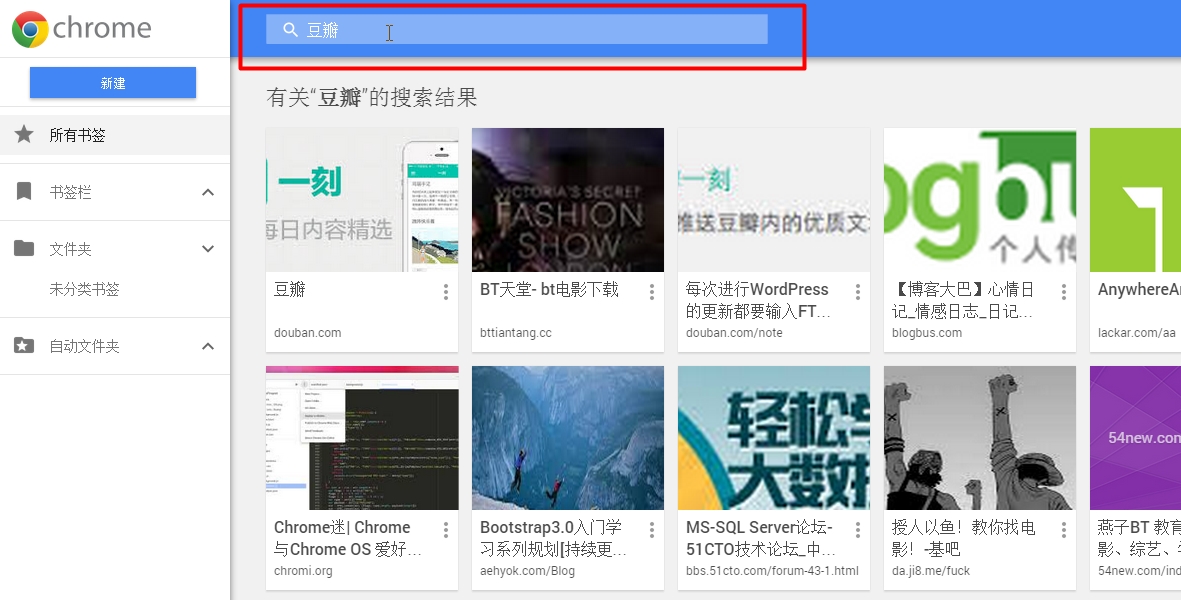 chrome
豆瓣
新建
所有书签
书签栏
文件夹
未分类书签
自动文件夹
有关“豆瓣”的搜索结果
一刻
每日内容精选
豆瓣
douban.com
VICTORIA'S SECRET
FASHION
SHOW
BT天堂- bt电影下载
bttiantang.cc
一刻
推送豆瓣内的优质文
每次进行WordPress
的更新都要输入FT...
douban.com/note
个人传
【博客大巴】心情日
记_情感日志_日记...
blogbus.com
AnywhereA
lackar.com/aa
Chrome迷| Chrome
与Chrome OS 爱好...
chromi.org
Bootstrap3.0入门学
习系列规划[持续更...
aehyok.com/Blog
轻松学
大数据
MS-SQL Server论坛-
51CTO技术论坛_中...
bbs.51cto.com/forum-43-1.html
授人以鱼！教你找电
影！-基吧
da.ji8.me/fuck
54new.com
燕子BT 教育
影、综艺、
54new.com/ind